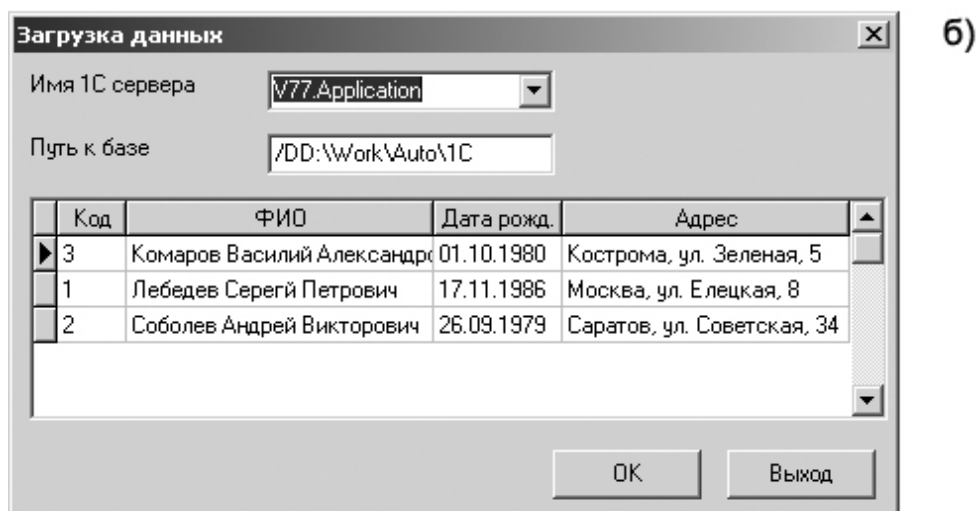 Загрузка данных
б)
Имя 1С сервера V77.Application
Путь к базе /DD:\Work\Auto\1C
Код ФИО Дата рожд. Адрес
3 Комаров Василий Александро 01.10.1980 Кострома, ул. Зеленая, 5
1 Лебедев Серегй Петрович 17.11.1986 Москва, ул. Елецкая, 8
2 Соболев Андрей Викторович 26.09.1979 Саратов, ул. Советская, 34
OK Выход